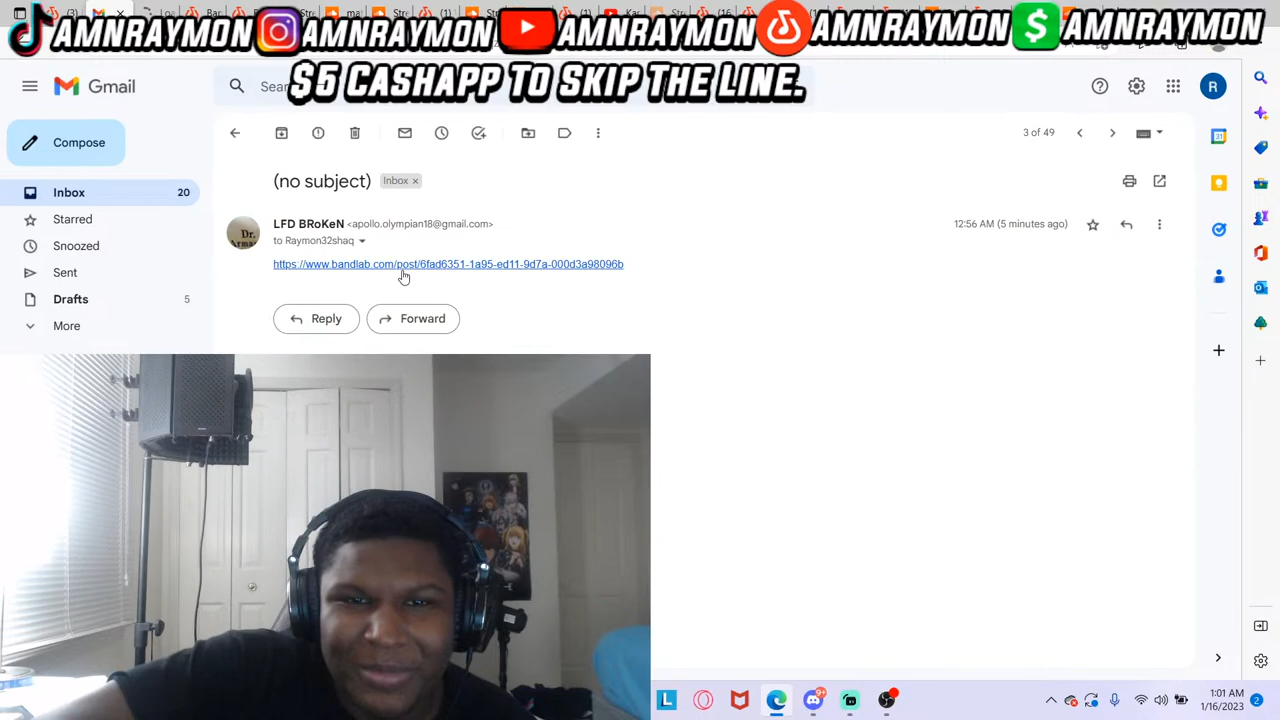 AMNRAYMON AMNRAYMON AMNRAYMON AMNRAYMON $ AMNRAYMON
$5 CASHAPP TO SKIP THE LINE.
Gmail
R
Compose
3 of 49
Inbox 20
(no subject) Inbox ×
Starred
LFD BRoKeN <apollo.olympian18@gmail.com> 12:56 AM (5 minutes ago)
to Raymon32shaq
Snoozed
https://www.bandlab.com/post/6fad6351-1a95-ed11-9d7a-000d3a98096b
Sent
Drafts 5
Reply Forward
More
1:01 AM
1/16/2023